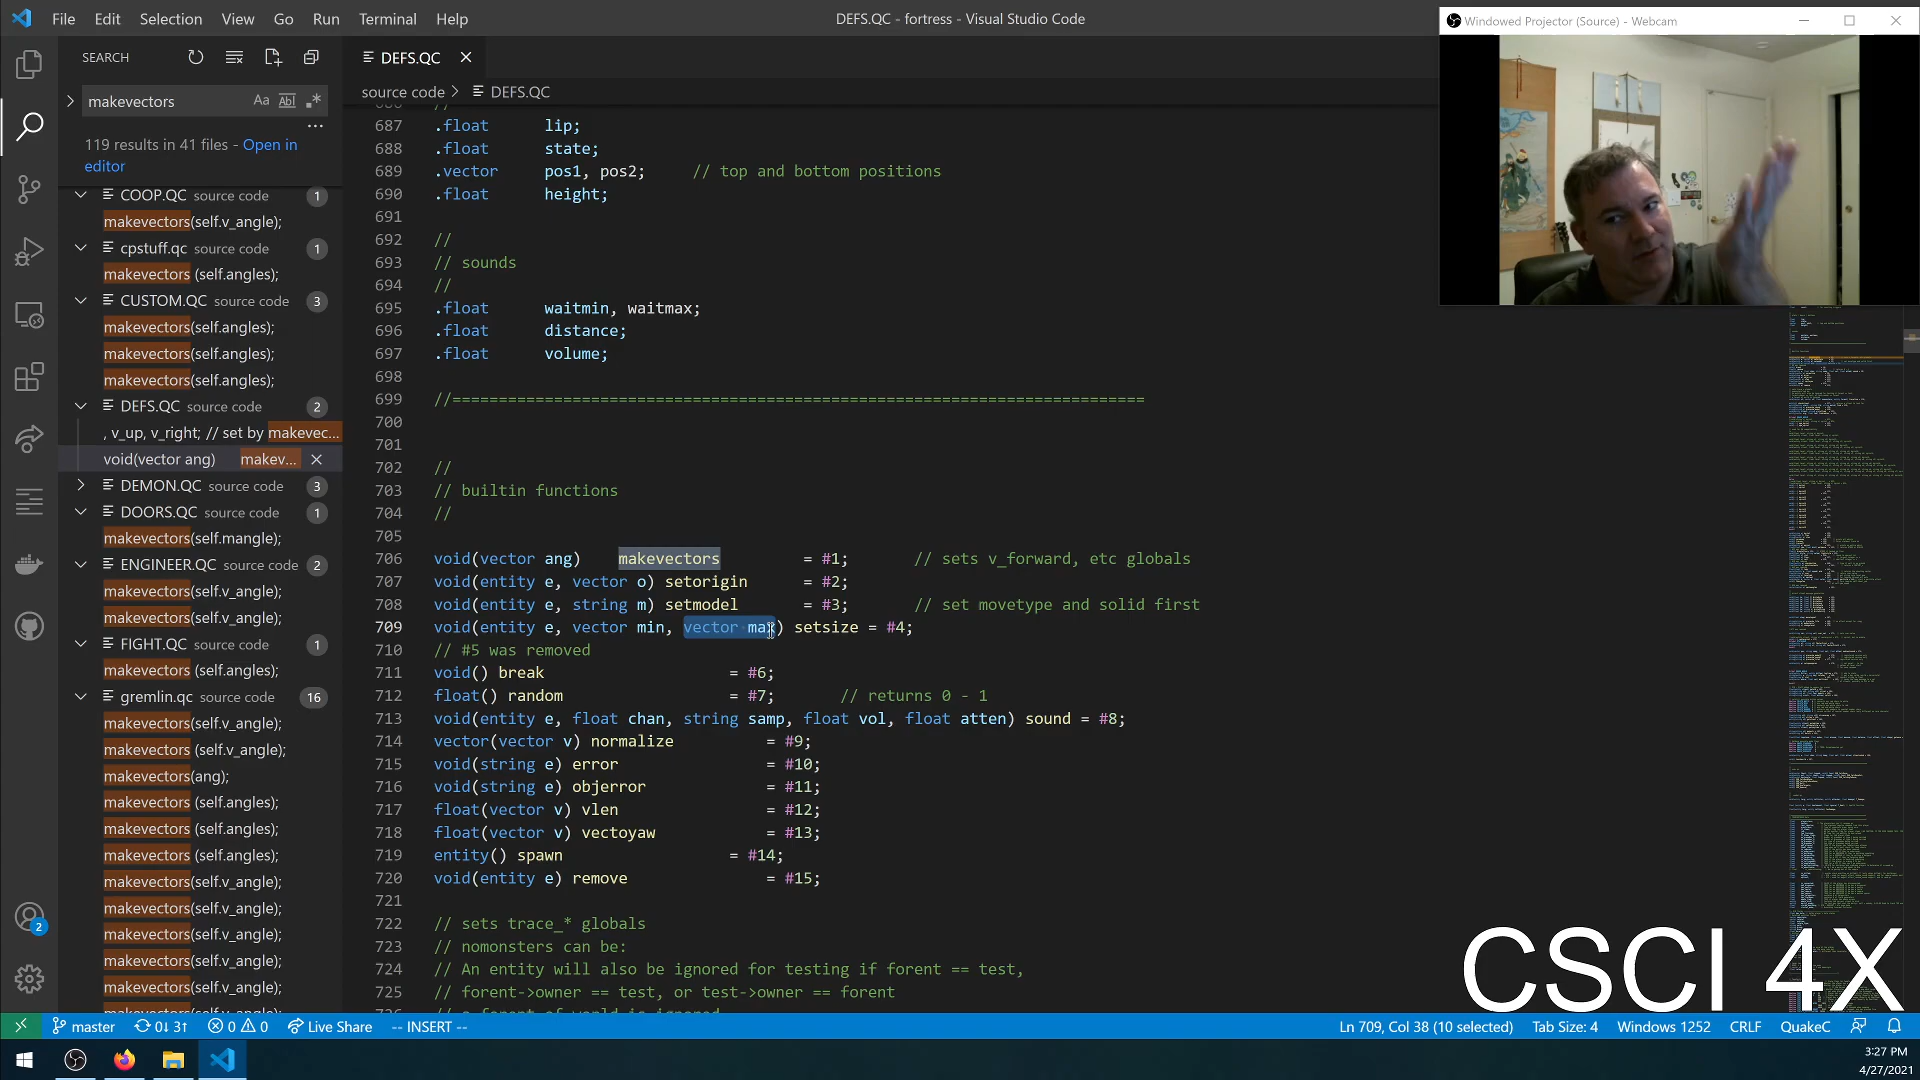 File Edit Selection View Go Run Terminal Help
DEFS.QC - fortress - Visual Studio Code
Windowed Projector (Source) - Webcam
SEARCH
makevectors
Aa Abl .*
119 results in 41 files - Open in
editor
COOP.QC source code 1
makevectors(self.v_angle);
cpstuff.qc source code 1
makevectors (self.angles);
CUSTOM.QC source code 3
makevectors(self.angles);
makevectors(self.angles);
makevectors(self.angles);
DEFS.QC source code 2
, v_up, v_right; // set by makevec...
void(vector ang) makev...
DEMON.QC source code 3
DOORS.QC source code 1
makevectors(self.mangle);
ENGINEER.QC source code 2
makevectors(self.v_angle);
makevectors(self.v_angle);
FIGHT.QC source code 1
makevectors (self.angles);
gremlin.qc source code 16
makevectors(self.v_angle);
makevectors (self.v_angle);
makevectors(ang);
makevectors (self.angles);
makevectors (self.angles);
makevectors (self.angles);
makevectors(self.v_angle);
makevectors(self.v_angle);
makevectors(self.v_angle);
makevectors(self.v_angle);
makevectors(self.v_angle);
DEFS.QC
source code > DEFS.QC
687 .float lip;
688 .float state;
689 .vector pos1, pos2; // top and bottom positions
690 .float height;
691
692 //
693 // sounds
694 //
695 .float waitmin, waitmax;
696 .float distance;
697 .float volume;
698
699 //===========================================================================
700
701
702 //
703 // builtin functions
704 //
705
706 void(vector ang) makevectors = #1; // sets v_forward, etc globals
707 void(entity e, vector o) setorigin = #2;
708 void(entity e, string m) setmodel = #3; // set movetype and solid first
709 void(entity e, vector min, vector max) setsize = #4;
710 // #5 was removed
711 void() break = #6;
712 float() random = #7; // returns 0 - 1
713 void(entity e, float chan, string samp, float vol, float atten) sound = #8;
714 vector(vector v) normalize = #9;
715 void(string e) error = #10;
716 void(string e) objerror = #11;
717 float(vector v) vlen = #12;
718 float(vector v) vectoyaw = #13;
719 entity() spawn = #14;
720 void(entity e) remove = #15;
721
722 // sets trace_* globals
723 // nomonsters can be:
724 // An entity will also be ignored for testing if forent == test,
725 // forent->owner == test, or test->owner == forent
CSCI 4X
2
master 0↓ 3↑ 0 0 Live Share -- INSERT --
Ln 709, Col 38 (10 selected) Tab Size: 4 Windows 1252 CRLF QuakeC
3:27 PM
4/27/2021